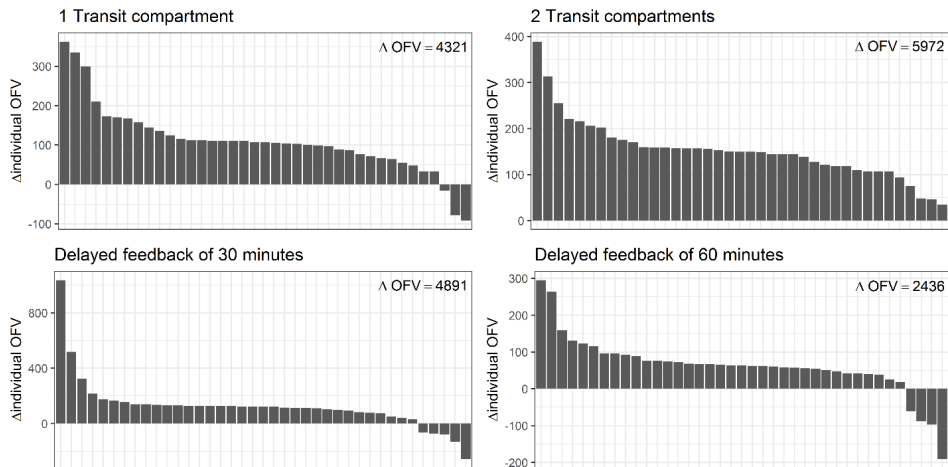 1 Transit compartment
Δ OFV = 4321
300
200
100
0
-100
Δindividual OFV
2 Transit compartments
Δ OFV = 5972
400
300
200
100
0
Δindividual OFV
Delayed feedback of 30 minutes
Δ OFV = 4891
800
400
0
Δindividual OFV
Delayed feedback of 60 minutes
Δ OFV = 2436
300
200
100
0
-100
-200
Δindividual OFV